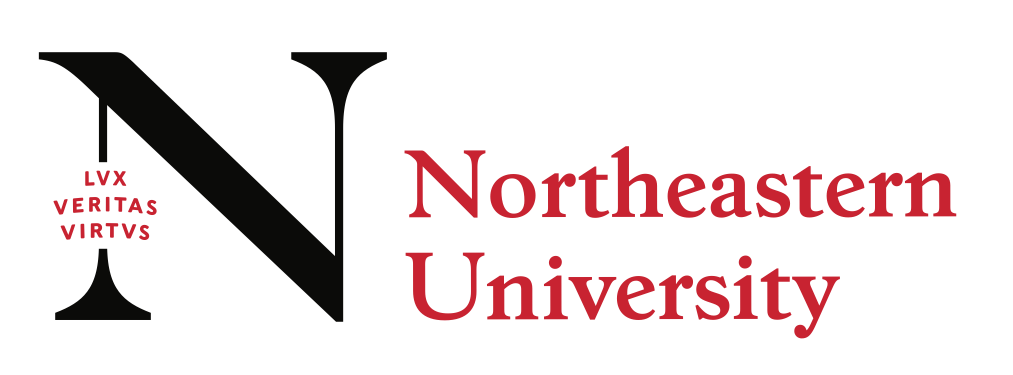 N
LVX
VERITAS
VIRTVS
Northeastern
University